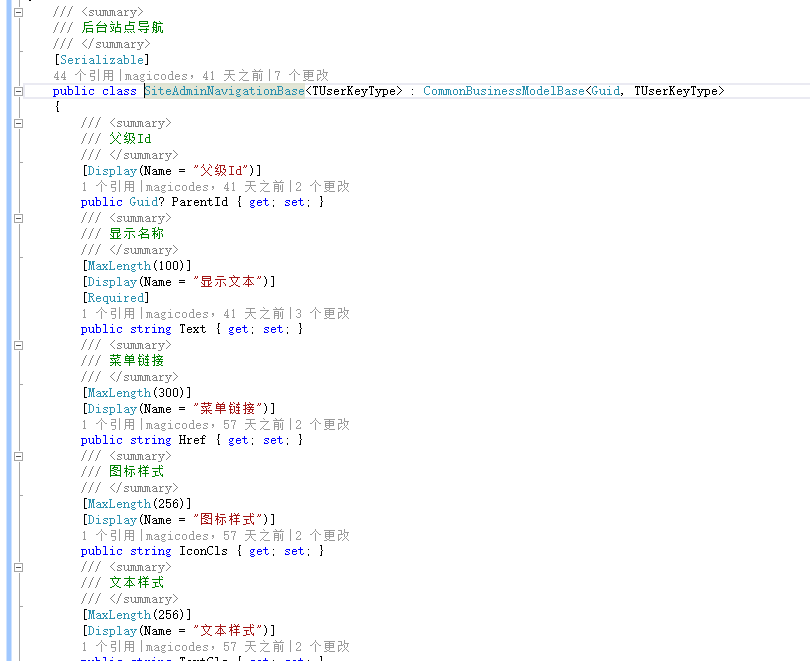 /// <summary>
/// 后台站点导航
/// </summary>
[Serializable]
44 个引用|magicodes，41 天之前|7 个更改
public class SiteAdminNavigationBase<TUserKeyType> : CommonBusinessModelBase<Guid, TUserKeyType>
{
/// <summary>
/// 父级Id
/// </summary>
[Display(Name = "父级Id")]
1 个引用|magicodes，41 天之前|2 个更改
public Guid? ParentId { get; set; }
/// <summary>
/// 显示名称
/// </summary>
[MaxLength(100)]
[Display(Name = "显示文本")]
[Required]
1 个引用|magicodes，41 天之前|3 个更改
public string Text { get; set; }
/// <summary>
/// 菜单链接
/// </summary>
[MaxLength(300)]
[Display(Name = "菜单链接")]
1 个引用|magicodes，57 天之前|2 个更改
public string Href { get; set; }
/// <summary>
/// 图标样式
/// </summary>
[MaxLength(256)]
[Display(Name = "图标样式")]
1 个引用|magicodes，57 天之前|2 个更改
public string IconCls { get; set; }
/// <summary>
/// 文本样式
/// </summary>
[MaxLength(256)]
[Display(Name = "文本样式")]
1 个引用|magicodes，57 天之前|2 个更改
public string TextCls { get; set; }